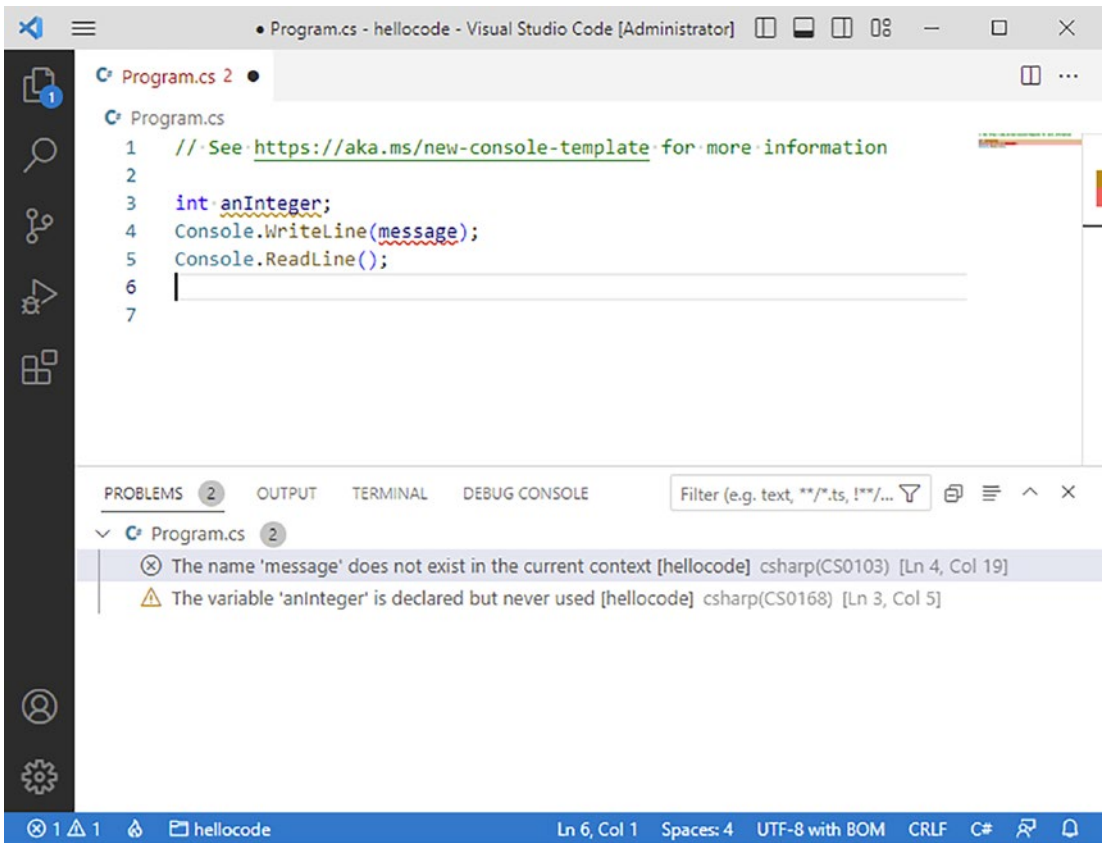 ● Program.cs - hellocode - Visual Studio Code [Administrator]
C# Program.cs 2 ●
C# Program.cs
1 // See https://aka.ms/new-console-template for more information
2
3 int anInteger;
4 Console.WriteLine(message);
5 Console.ReadLine();
6
7
PROBLEMS 2 OUTPUT TERMINAL DEBUG CONSOLE Filter (e.g. text, **/*.ts, !**/...
C# Program.cs 2
The name 'message' does not exist in the current context [hellocode] csharp(CS0103) [Ln 4, Col 19]
The variable 'anInteger' is declared but never used [hellocode] csharp(CS0168) [Ln 3, Col 5]
1
1 1 hellocode Ln 6, Col 1 Spaces: 4 UTF-8 with BOM CRLF C#